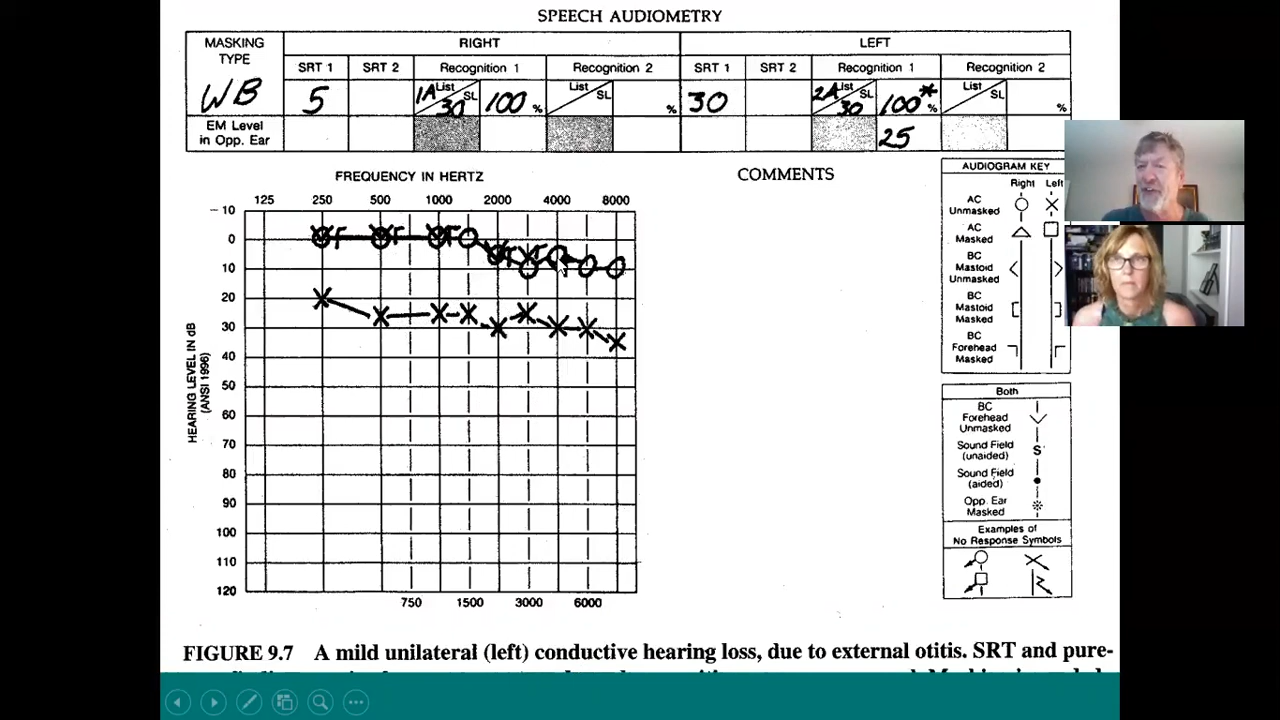 SPEECH AUDIOMETRY
MASKING TYPE
RIGHT
LEFT
SRT 1 SRT 2 Recognition 1 Recognition 2 SRT 1 SRT 2 Recognition 1 Recognition 2
WB 5 1A List SL 30 100 % List SL % 30 2A List SL 30 100* % List SL %
EM Level in Opp. Ear
25
FREQUENCY IN HERTZ
COMMENTS
125 250 500 1000 2000 4000 8000
-10
0
10
20
30
40
50
60
70
80
90
100
110
120
HEARING LEVEL IN dB
(ANSI 1996)
750 1500 3000 6000
AUDIOGRAM KEY
Right Left
AC
Unmasked
AC
Masked
BC
Mastoid
Unmasked
BC
Mastoid
Masked
BC
Forehead
Masked
Both
BC
Forehead
Unmasked
Sound Field
(unaided)
S
Sound Field
(aided)
Opp. Ear
Masked
Examples of
No Response Symbols
FIGURE 9.7 A mild unilateral (left) conductive hearing loss, due to external otitis. SRT and pure-